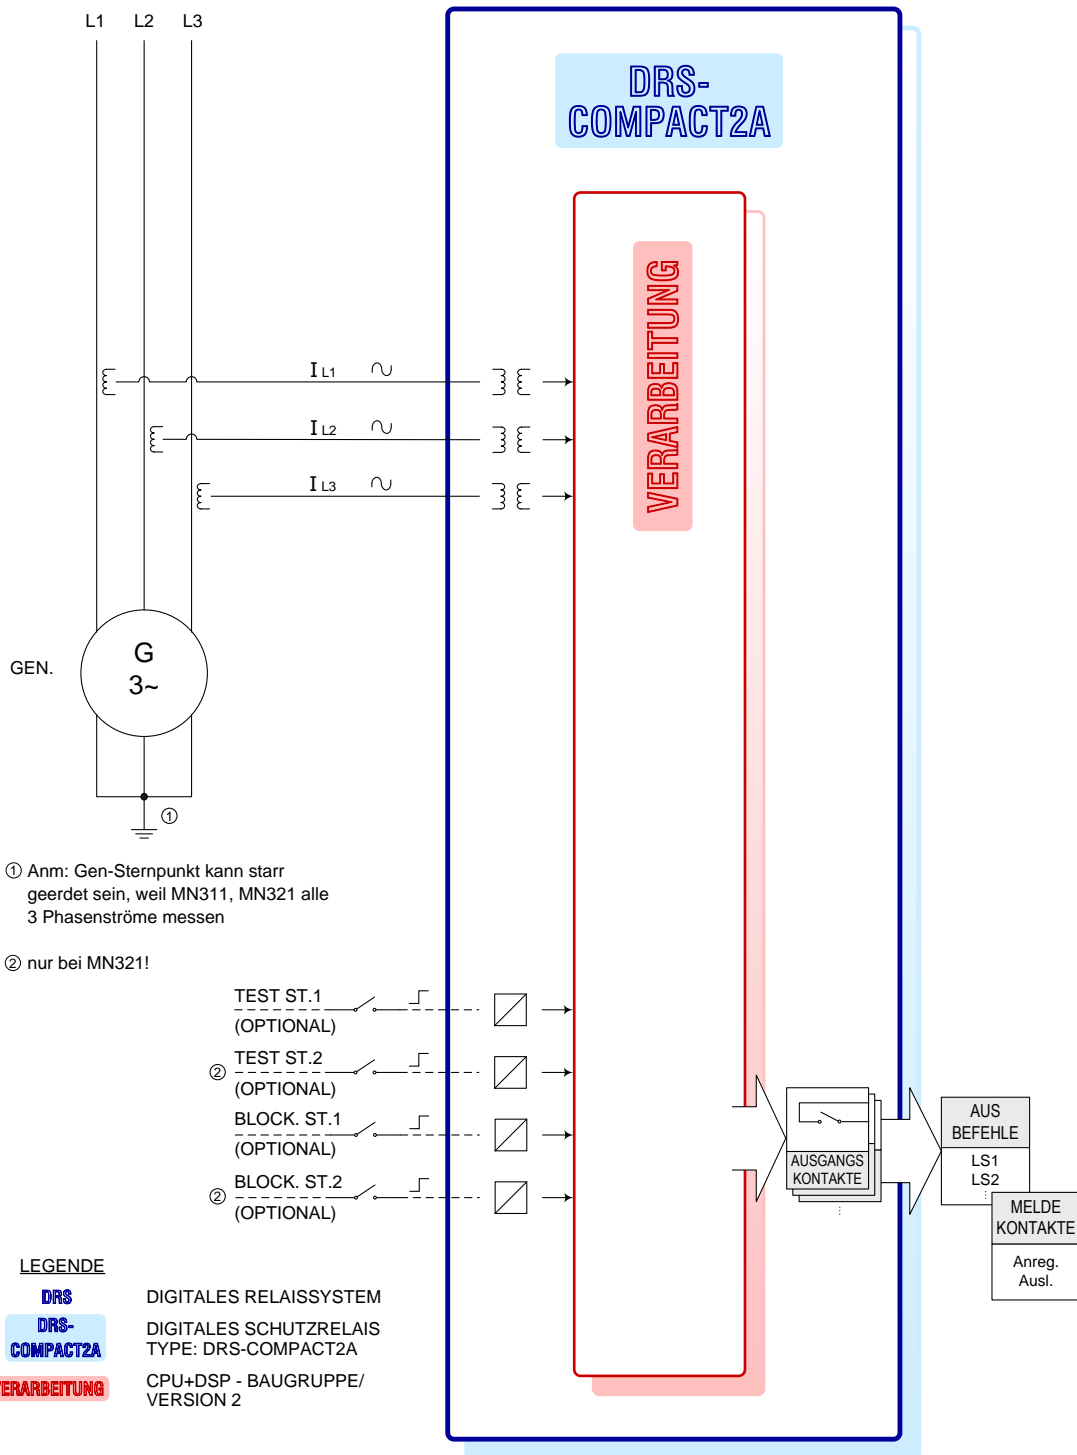 L1 L2 L3
DRS-
COMPACT2A
VERARBEITUNG
I L1
I L2
I L3
G
3~
GEN.
①
① Anm: Gen-Sternpunkt kann starr
geerdet sein, weil MN311, MN321 alle
3 Phasenströme messen
② nur bei MN321!
TEST ST.1
(OPTIONAL)
② TEST ST.2
(OPTIONAL)
BLOCK. ST.1
(OPTIONAL)
② BLOCK. ST.2
(OPTIONAL)
AUSGANGS
KONTAKTE
AUS
BEFEHLE
LS1
LS2
MELDE
KONTAKTE
Anreg.
Ausl.
LEGENDE
DRS DIGITALES RELAISSYSTEM
DRS-
COMPACT2A
DIGITALES SCHUTZRELAIS
TYPE: DRS-COMPACT2A
VERARBEITUNG
CPU+DSP - BAUGRUPPE/
VERSION 2